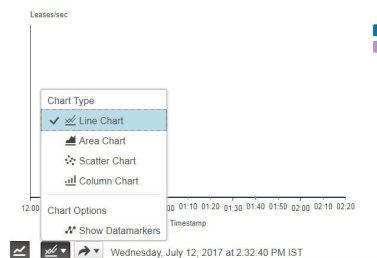 Leases/sec
Chart Type
Line Chart
Area Chart
Scatter Chart
Column Chart
12:00
00 01:10 01:20 01:30 01:40 01:50 02:00 02:10 02:20
Chart Options
Timestamp
Show Datamarkers
Wednesday, July 12, 2017 at 2:32:40 PM IST